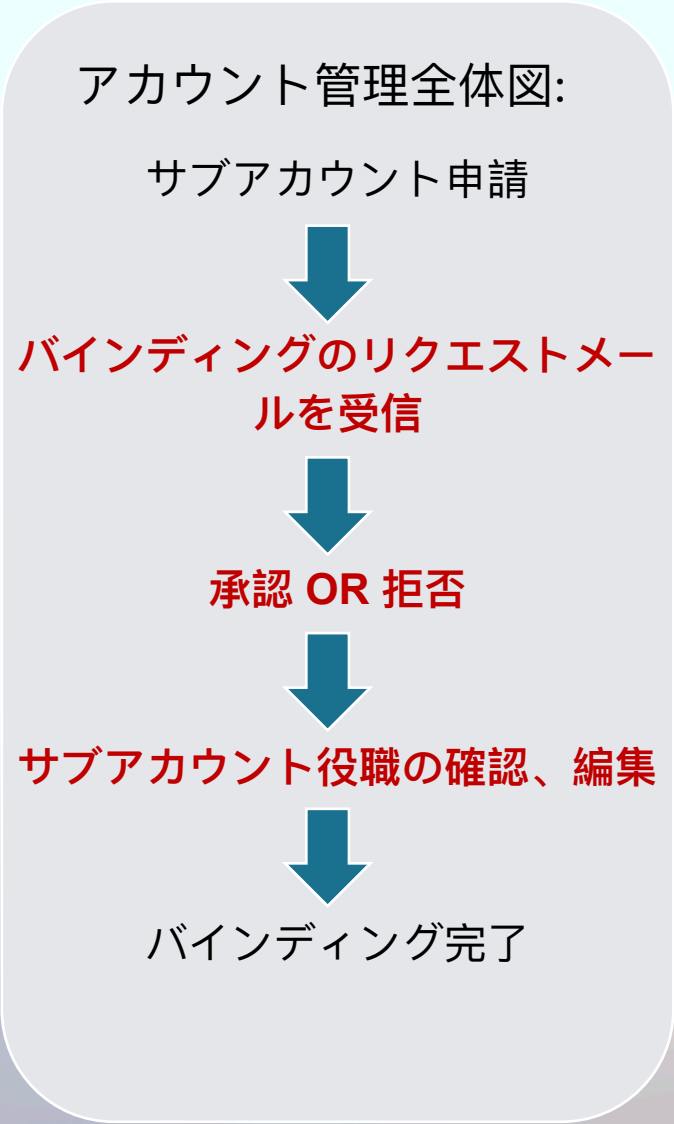 アカウント管理全体図:
サブアカウント申請
バインディングのリクエストメー
ルを受信
承認 OR 拒否
サブアカウント役職の確認、編集
バインディング完了